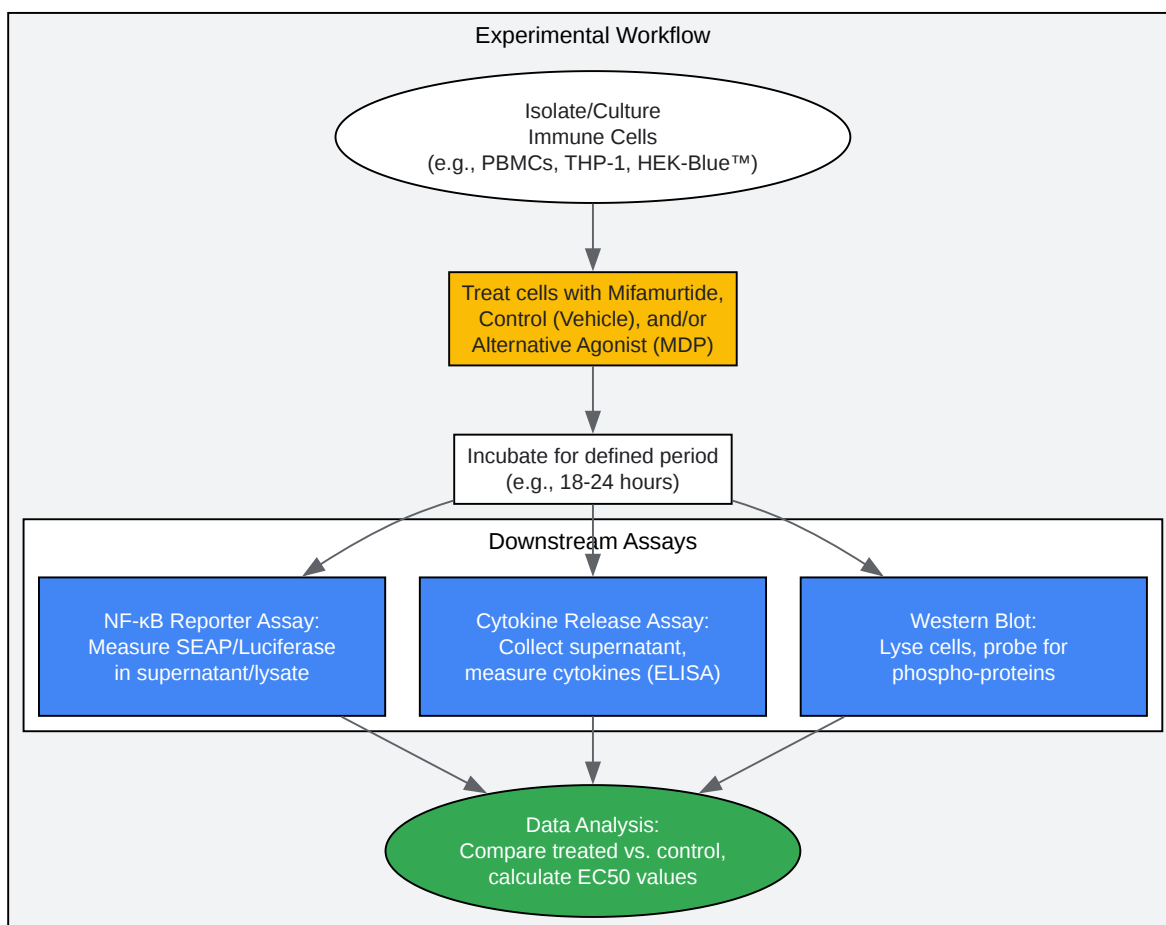 Experimental Workflow
Isolate/Culture
Immune Cells
(e.g., PBMCs, THP-1, HEK-Blue™)
Treat cells with Mifamurtide,
Control (Vehicle), and/or
Alternative Agonist (MDP)
Incubate for defined period
(e.g., 18-24 hours)
Downstream Assays
NF-κB Reporter Assay:
Measure SEAP/Luciferase
in supernatant/lysate
Cytokine Release Assay:
Collect supernatant,
measure cytokines (ELISA)
Western Blot:
Lyse cells, probe for
phospho-proteins
Data Analysis:
Compare treated vs. control,
calculate EC50 values